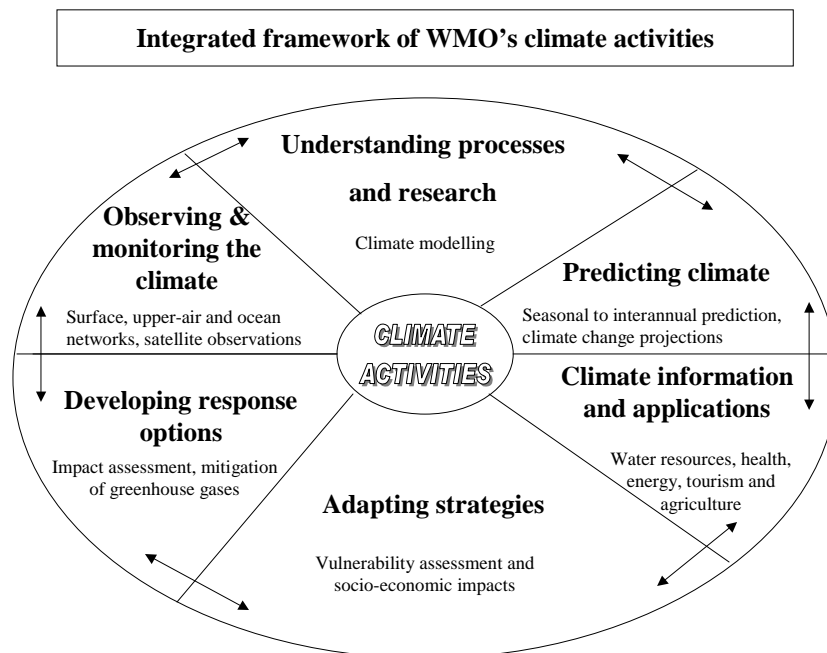 Integrated framework of WMO's climate activities
Understanding processes
and research
Climate modelling
Observing &
monitoring the
climate
Surface, upper-air and ocean
networks, satellite observations
Predicting climate
Seasonal to interannual prediction,
climate change projections
CLIMATE
ACTIVITIES
Developing response
options
Impact assessment, mitigation
of greenhouse gases
Climate information
and applications
Water resources, health,
energy, tourism and
agriculture
Adapting strategies
Vulnerability assessment and
socio-economic impacts